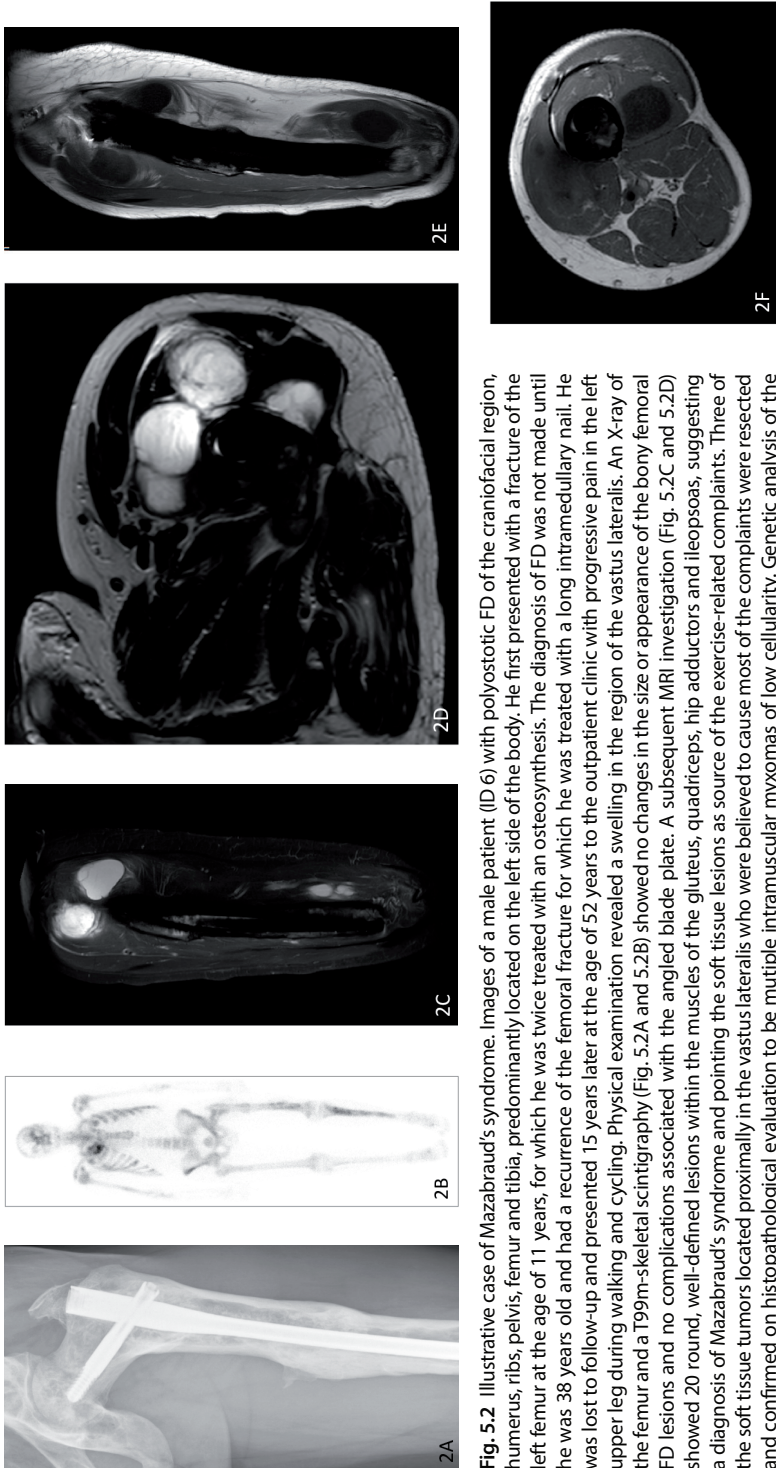 2A
2B
2C
2D
2E
2F
Fig. 5.2 Illustrative case of Mazabraud's syndrome. Images of a male patient (ID 6) with polyostotic FD of the craniofacial region,
humerus, ribs, pelvis, femur and tibia, predominantly located on the left side of the body. He first presented with a fracture of the
left femur at the age of 11 years, for which he was twice treated with an osteosynthesis. The diagnosis of FD was not made until
he was 38 years old and had a recurrence of the femoral fracture for which he was treated with a long intramedullary nail. He
was lost to follow-up and presented 15 years later at the age of 52 years to the outpatient clinic with progressive pain in the left
upper leg during walking and cycling. Physical examination revealed a swelling in the region of the vastus lateralis. An X-ray of
the femur and a T99m-skeletal scintigraphy (Fig. 5.2A and 5.2B) showed no changes in the size or appearance of the bony femoral
FD lesions and no complications associated with the angled blade plate. A subsequent MRI investigation (Fig. 5.2C and 5.2D)
showed 20 round, well-defined lesions within the muscles of the gluteus, quadriceps, hip adductors and ileopsoas, suggesting
a diagnosis of Mazabraud's syndrome and pointing the soft tissue lesions as source of the exercise-related complaints. Three of
the soft tissue tumors located proximally in the vastus lateralis who were believed to cause most of the complaints were resected
and confirmed on histopathological evaluation to be mutiple intramuscular myxomas of low cellularity. Genetic analysis of the